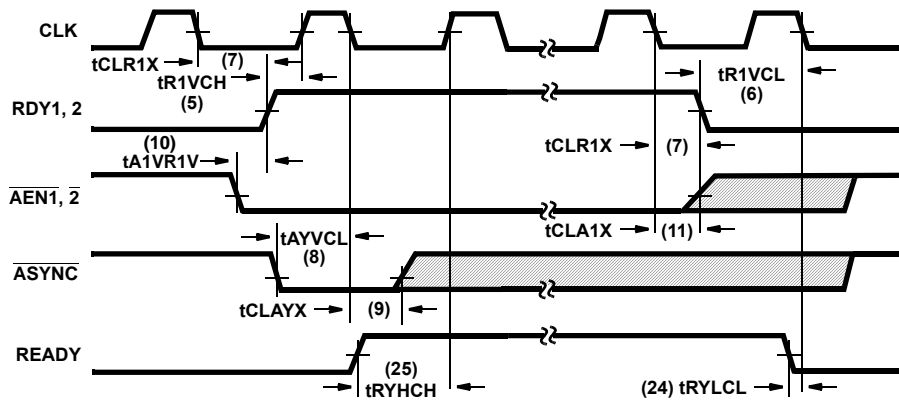 CLK
tCLR1X
(7)
tR1VCH
(5)
tR1VCL
(6)
RDY1, 2
(10)
tA1VR1V
tCLR1X
(7)
AEN1, 2
tAYVCL
(8)
tCLA1X
(11)
ASYNC
tCLAYX
(9)
READY
(25)
tRYHCH
(24) tRYLCL